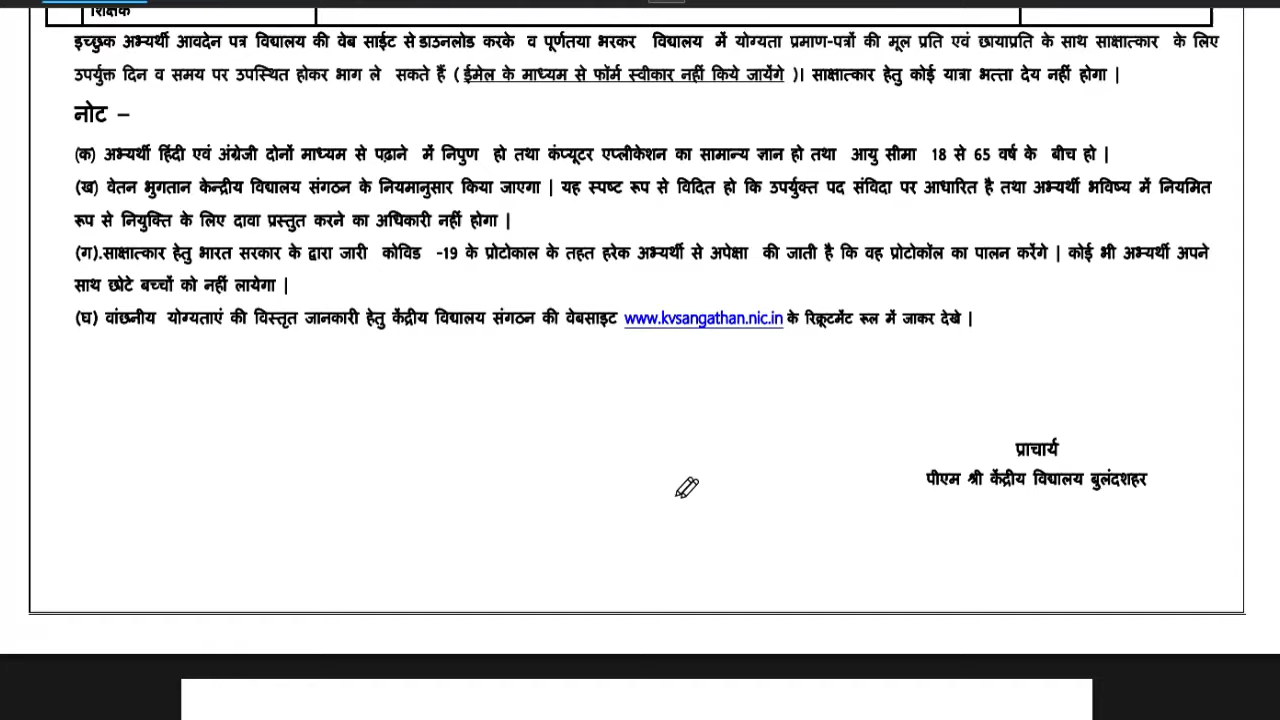 शिक्षक
इच्छुक अभ्यर्थी आवदेन पत्र विद्यालय की वेब साईट से डाउनलोड करके व पूर्णतया भरकर विद्यालय में योग्यता प्रमाण-पत्रों की मूल प्रति एवं छायाप्रति के साथ साक्षात्कार के लिए
उपर्युक्त दिन व समय पर उपस्थित होकर भाग ले सकते हैं ( ईमेल के माध्यम से फॉर्म स्वीकार नहीं किये जायेंगे )। साक्षात्कार हेतु कोई यात्रा भत्ता देय नहीं होगा |
नोट –
(क) अभ्यर्थी हिंदी एवं अंग्रेजी दोनों माध्यम से पढ़ाने में निपुण हो तथा कंप्यूटर एप्लीकेशन का सामान्य ज्ञान हो तथा आयु सीमा 18 से 65 वर्ष के बीच हो |
(ख) वेतन भुगतान केन्द्रीय विद्यालय संगठन के नियमानुसार किया जाएगा | यह स्पष्ट रूप से विदित हो कि उपर्युक्त पद संविदा पर आधारित है तथा अभ्यर्थी भविष्य में नियमित
रूप से नियुक्ति के लिए दावा प्रस्तुत करने का अधिकारी नहीं होगा |
(ग).साक्षात्कार हेतु भारत सरकार के द्वारा जारी कोविड -19 के प्रोटोकाल के तहत हरेक अभ्यर्थी से अपेक्षा की जाती है कि वह प्रोटोकॉल का पालन करेंगे | कोई भी अभ्यर्थी अपने
साथ छोटे बच्चों को नहीं लायेगा |
(घ) वांछनीय योग्यताएं की विस्तृत जानकारी हेतु केंद्रीय विद्यालय संगठन की वेबसाइट www.kvsangathan.nic.in के रिक्रूटमेंट रूल में जाकर देखे |
प्राचार्य
पीएम श्री केंद्रीय विद्यालय बुलंदशहर